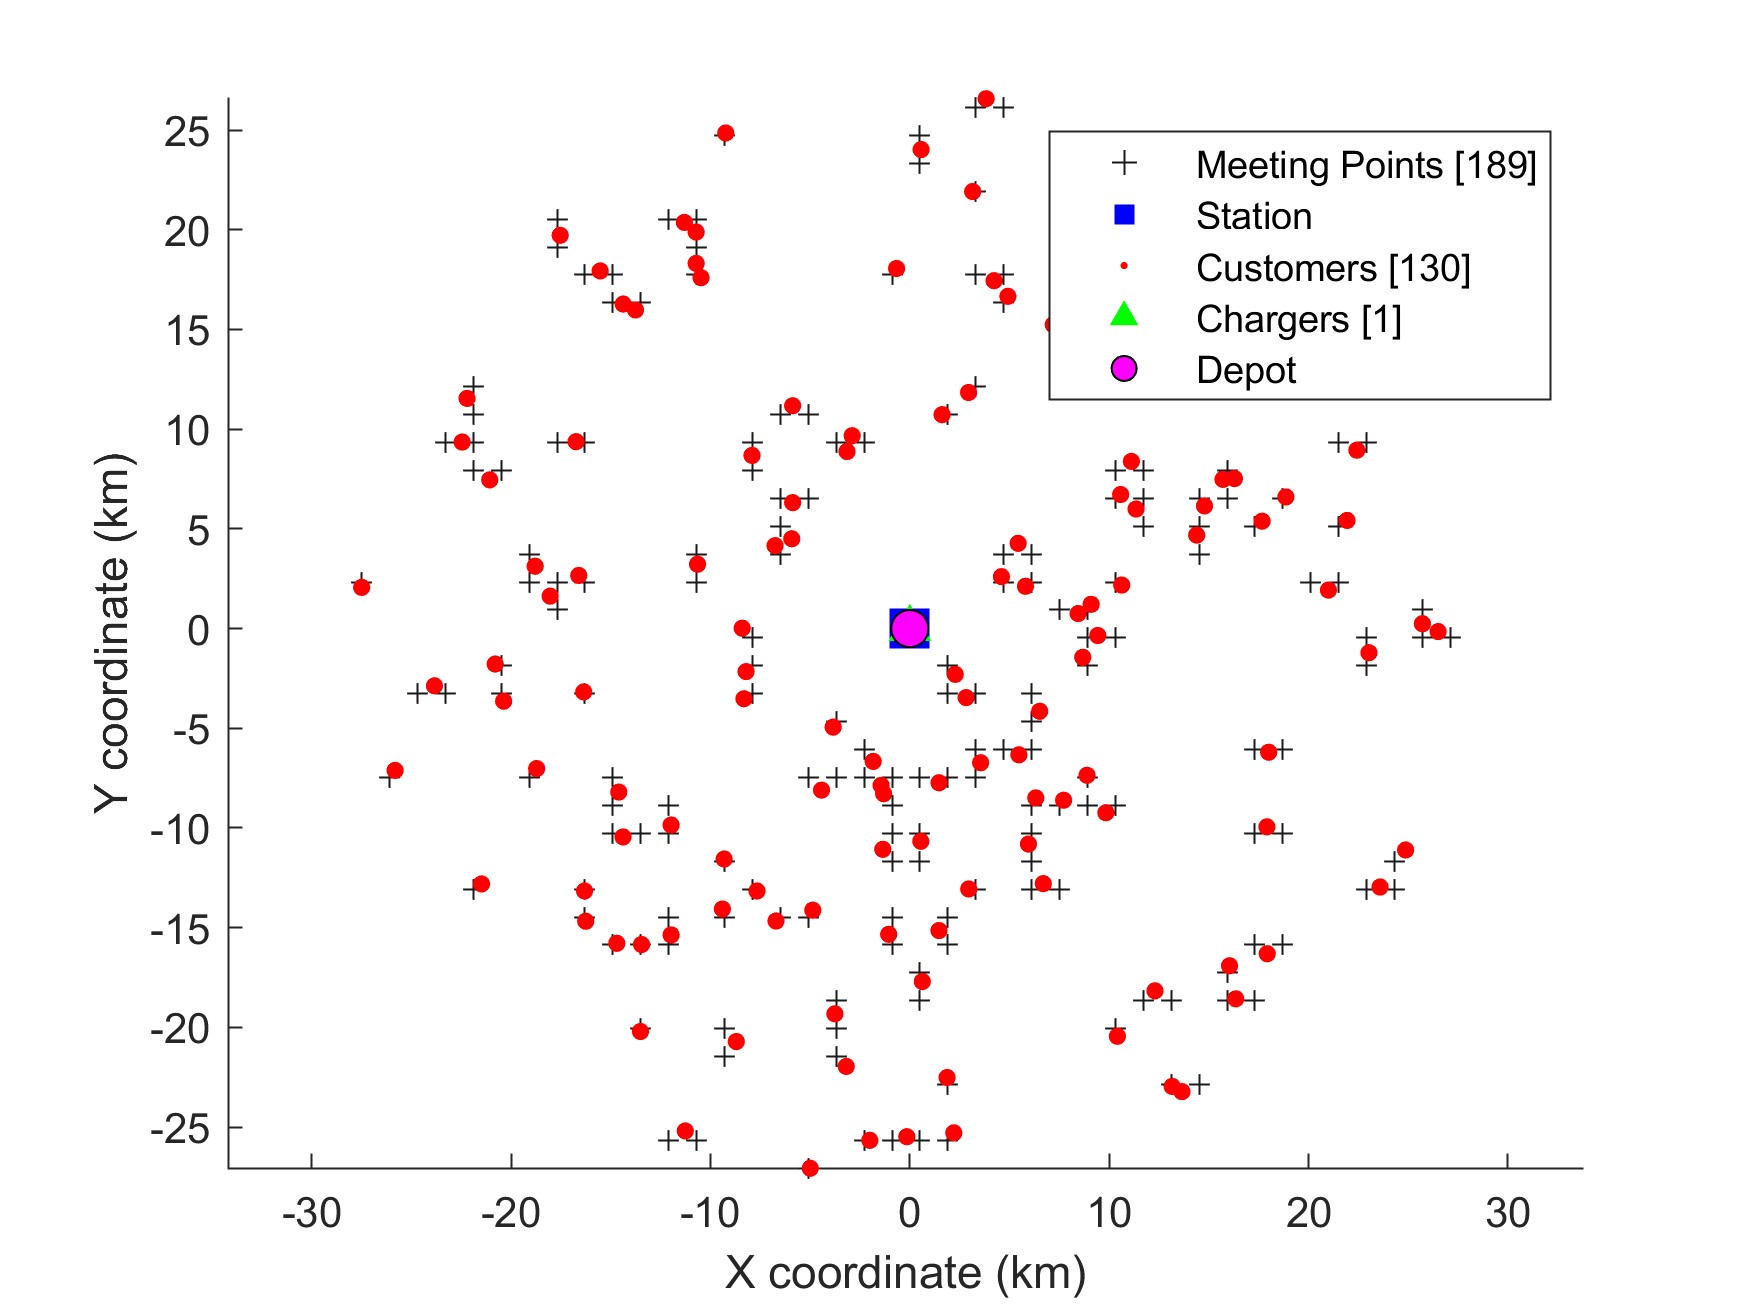 25
20
15
10
5
0
-5
-10
-15
-20
-25
Y coordinate (km)
Meeting Points [189]
Station
Customers [130]
Chargers [1]
Depot
-30 -20 -10 0 10 20 30
X coordinate (km)